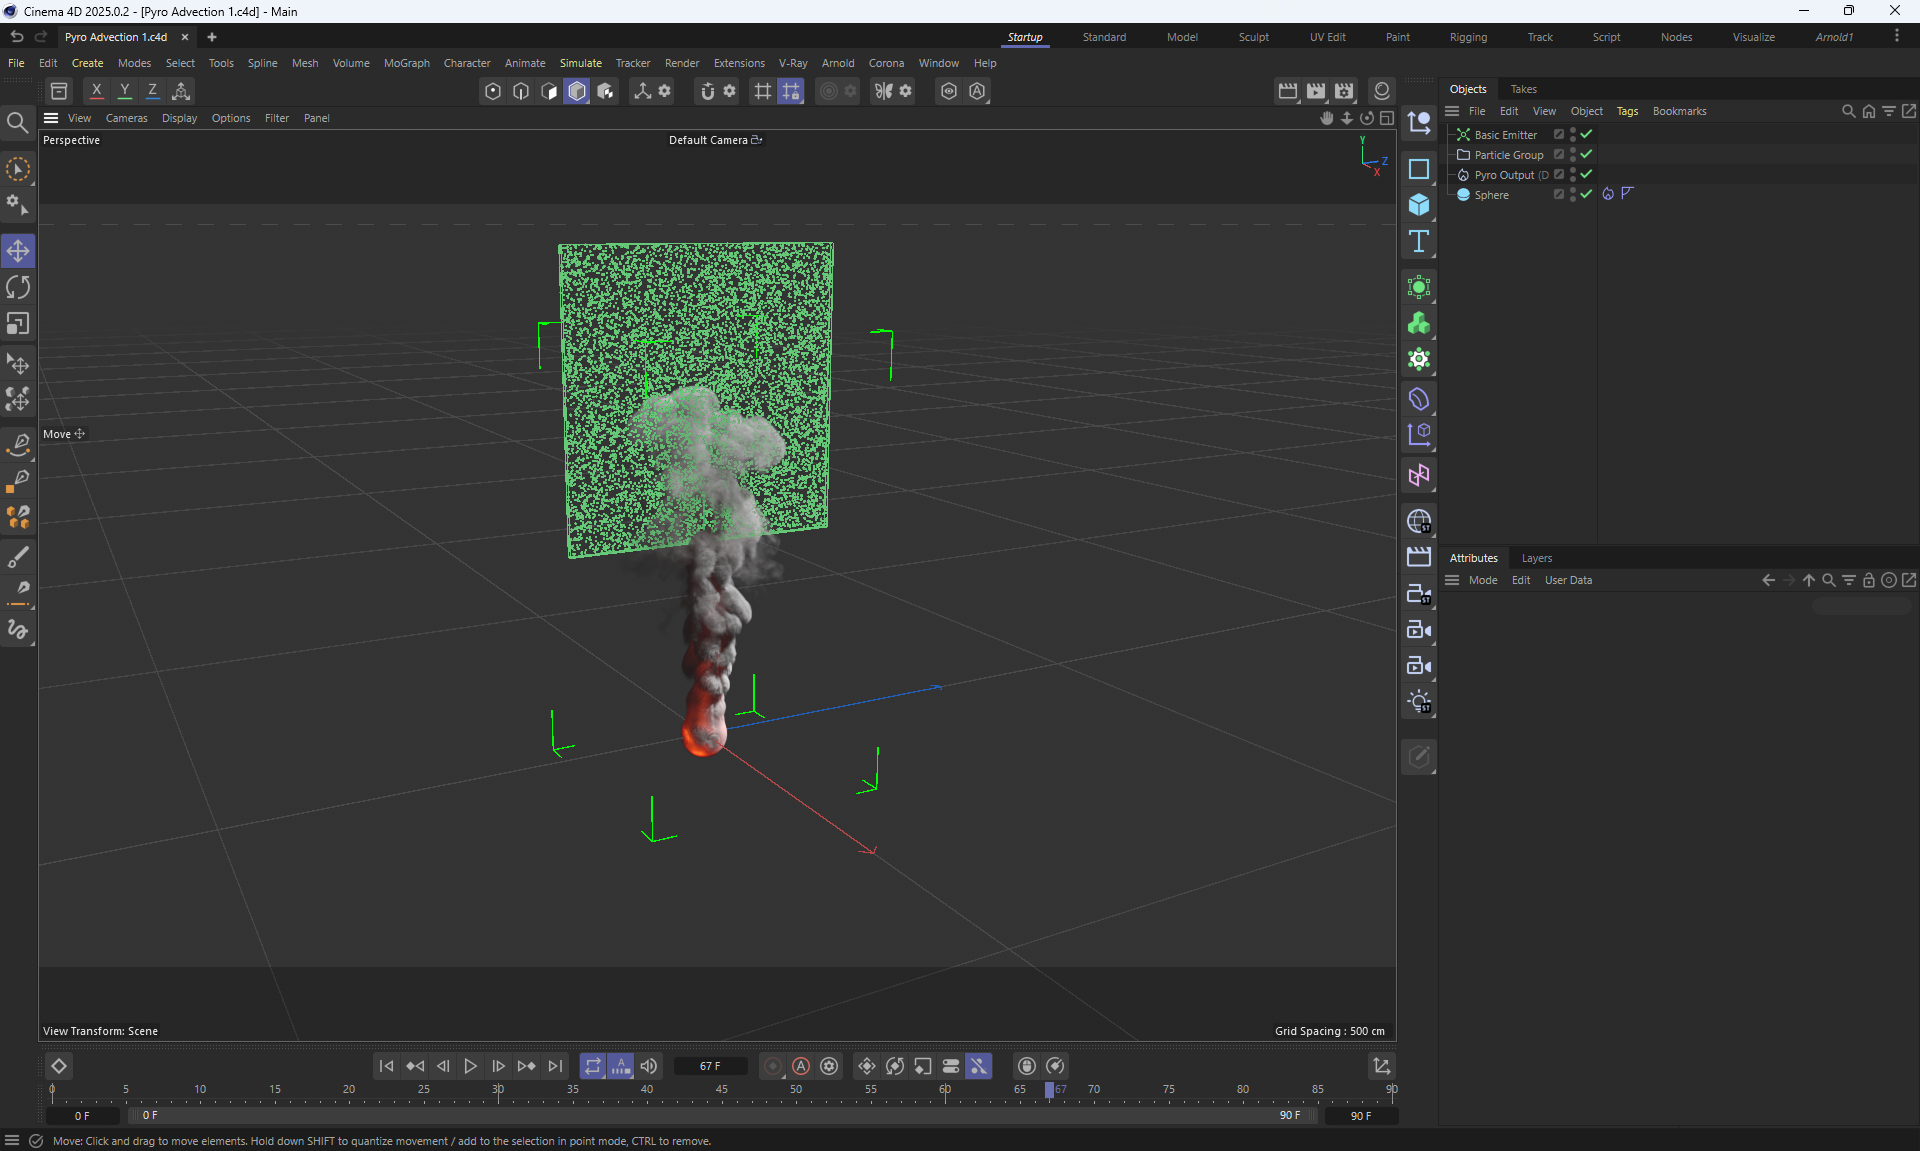 Cinema 4D 2025.0.2 - [Pyro Advection 1.c4d] - Main
Pyro Advection 1.c4d
Startup Standard Model Sculpt UV Edit Paint Rigging Track Script Nodes Visualize Arnold1
File Edit Create Modes Select Tools Spline Mesh Volume MoGraph Character Animate Simulate Tracker Render Extensions V-Ray Arnold Corona Window Help
X Y Z
Objects Takes
File Edit View Object Tags Bookmarks
View Cameras Display Options Filter Panel
Perspective
Default Camera
Y
Z
X
Basic Emitter
Particle Group
Pyro Output (D
Sphere
Move
Attributes Layers
Mode Edit User Data
ST
ST
ST
View Transform: Scene
Grid Spacing : 500 cm
67 F
0 5 10 15 20 25 30 35 40 45 50 55 60 65 67 70 75 80 85 90
0 F 0 F 90 F 90 F
Move: Click and drag to move elements. Hold down SHIFT to quantize movement / add to the selection in point mode, CTRL to remove.